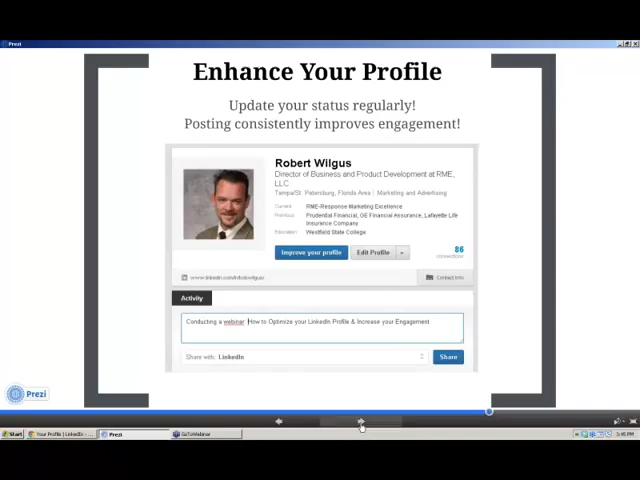 Prezi
Enhance Your Profile
Update your status regularly!
Posting consistently improves engagement!
Robert Wilgus
Director of Business and Product Development at RME,
LLC
Tampa/St. Petersburg, Florida Area | Marketing and Advertising
Current RME-Response Marketing Excellence
Previous Prudential Financial, GE Financial Assurance, Lafayette Life
Insurance Company
Education Westfield State College
Improve your profile Edit Profile 86
connections
Contact Info
Activity
Conducting a webinar How to Optimize your LinkedIn Profile & Increase your Engagement
Share with: LinkedIn Share
Prezi
Start Your Profile | LinkedIn - ... Prezi GoToWebinar